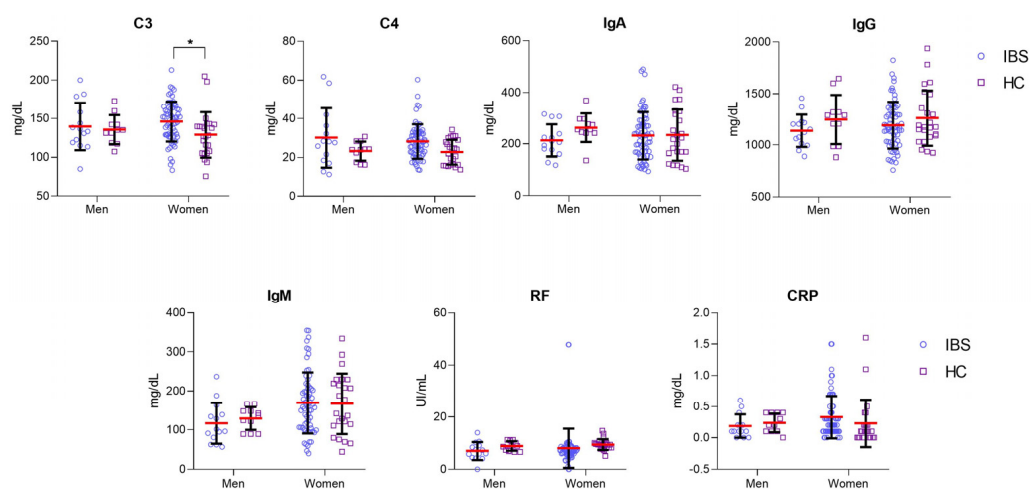 C3
C4
IgA
IgG
250
200
150
100
50
mg/dL
*
Men
Women
80
60
40
20
0
mg/dL
Men
Women
600
400
200
0
mg/dL
Men
Women
2000
1500
1000
500
mg/dL
Men
Women
IBS
HC
IgM
RF
CRP
400
300
200
100
0
mg/dL
Men
Women
60
40
20
0
UI/mL
Men
Women
2.0
1.5
1.0
0.5
0.0
-0.5
mg/dL
Men
Women
IBS
HC